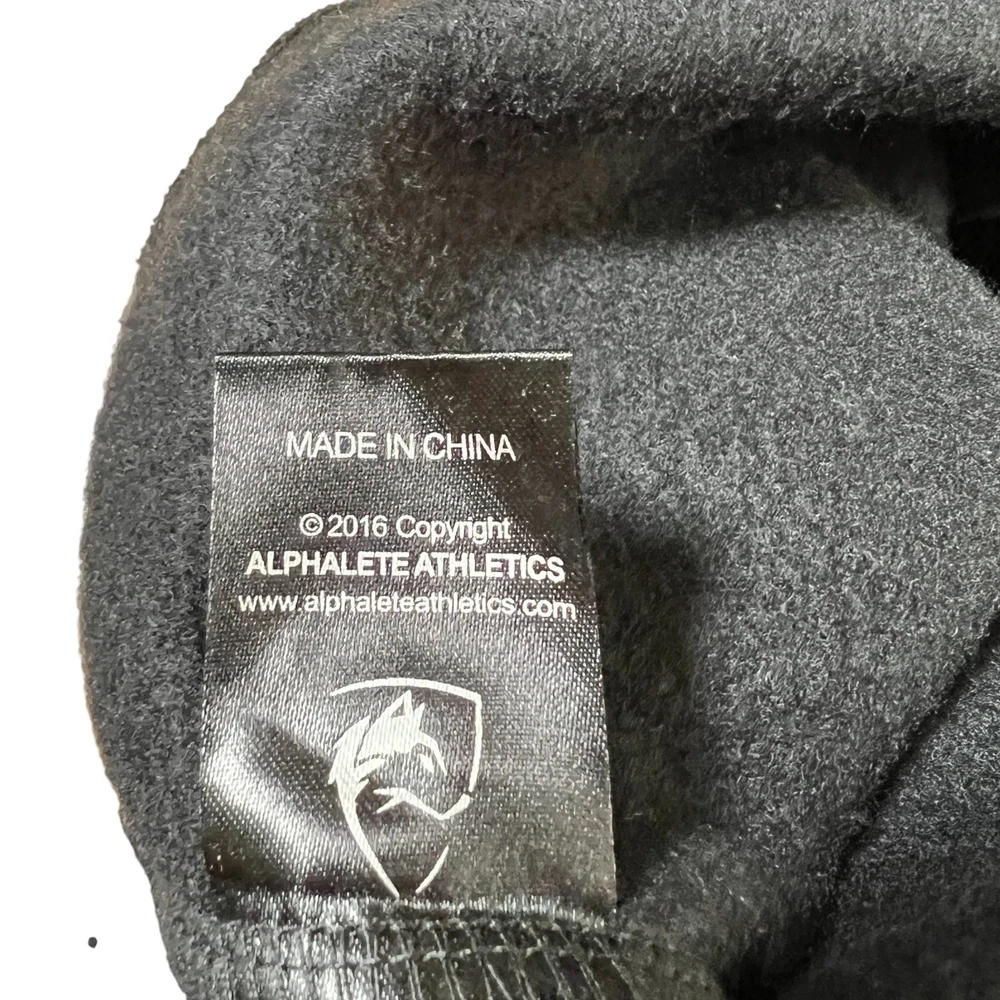 MADE IN CHINA
© 2016 Copyright
ALPHALETE ATHLETICS
www.alphaleteathletics.com